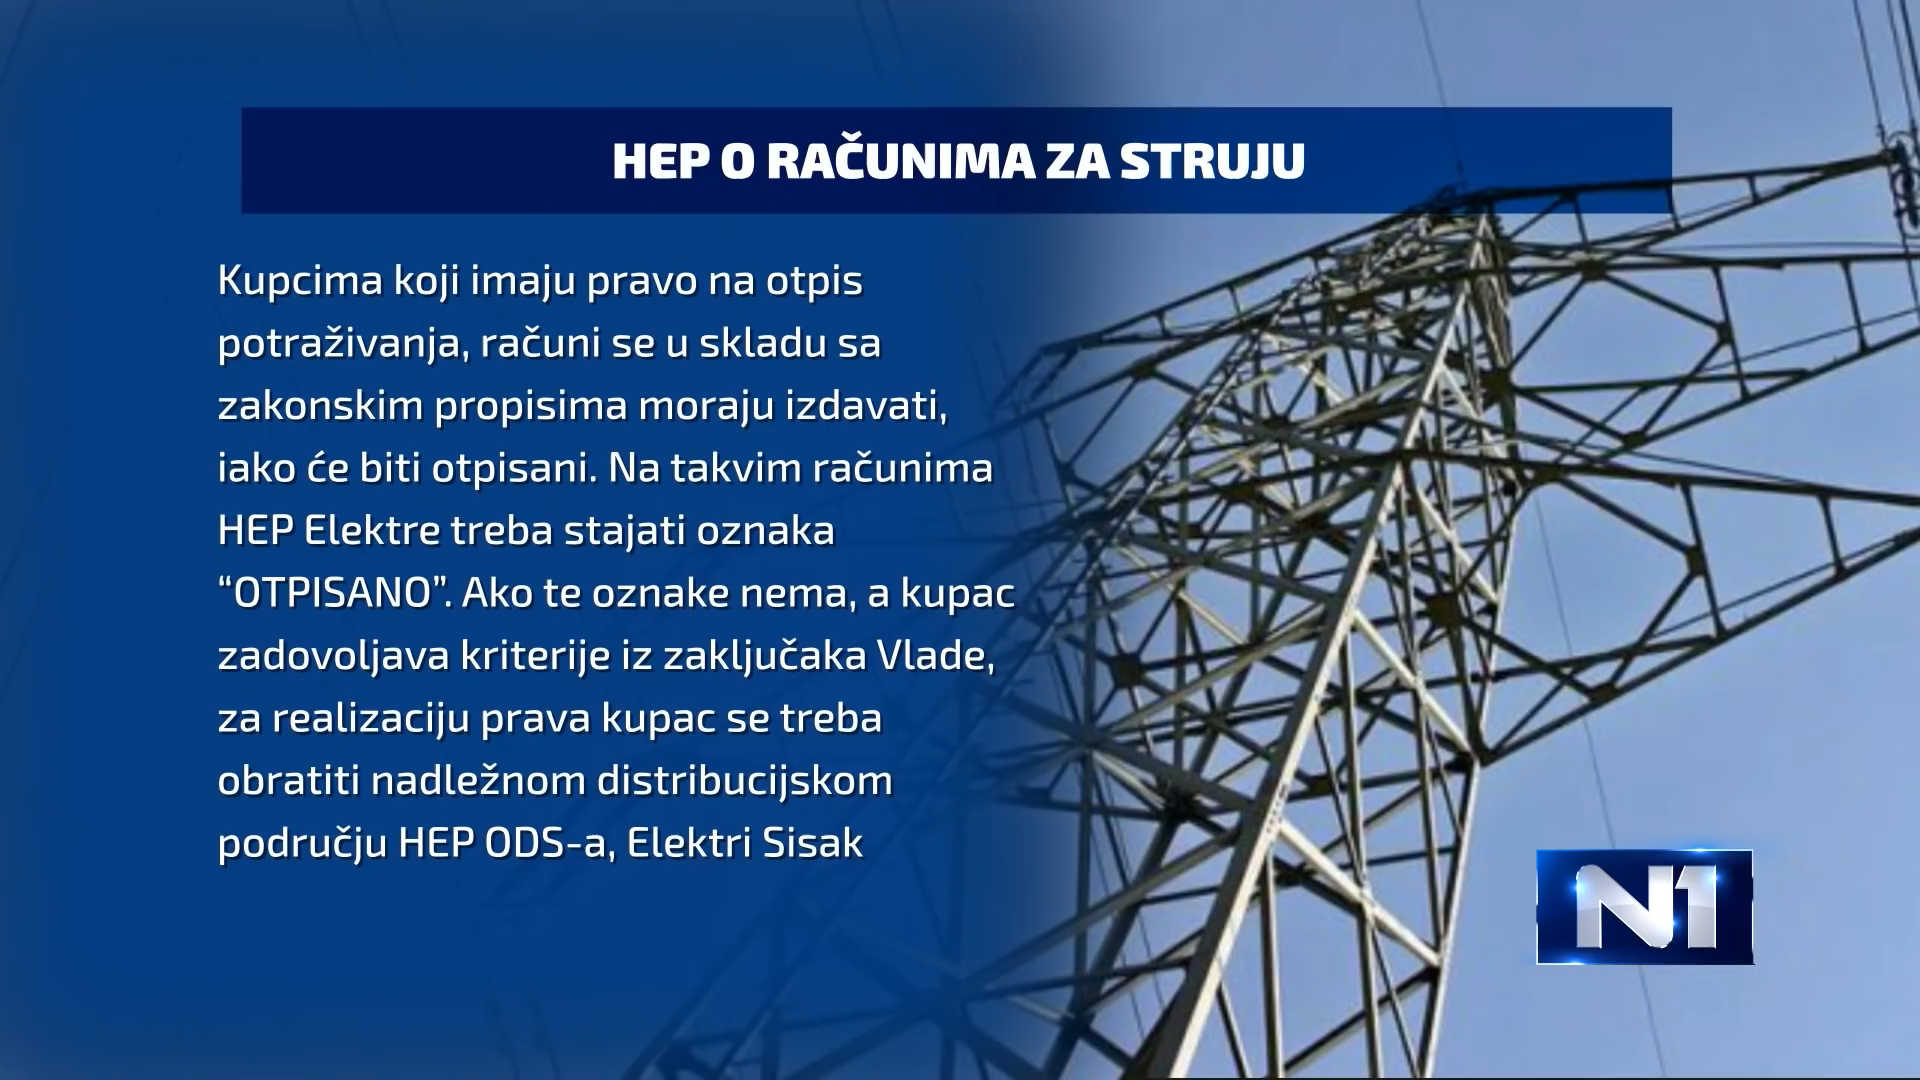 HEP O RAČUNIMA ZA STRUJU
Kupcima koji imaju pravo na otpis
potraživanja, računi se u skladu sa
zakonskim propisima moraju izdavati,
iako će biti otpisani. Na takvim računima
HEP Elektre treba stajati oznaka
“OTPISANO”. Ako te oznake nema, a kupac
zadovoljava kriterije iz zaključaka Vlade,
za realizaciju prava kupac se treba
obratiti nadležnom distribucijskom
području HEP ODS-a, Elektri Sisak
N1